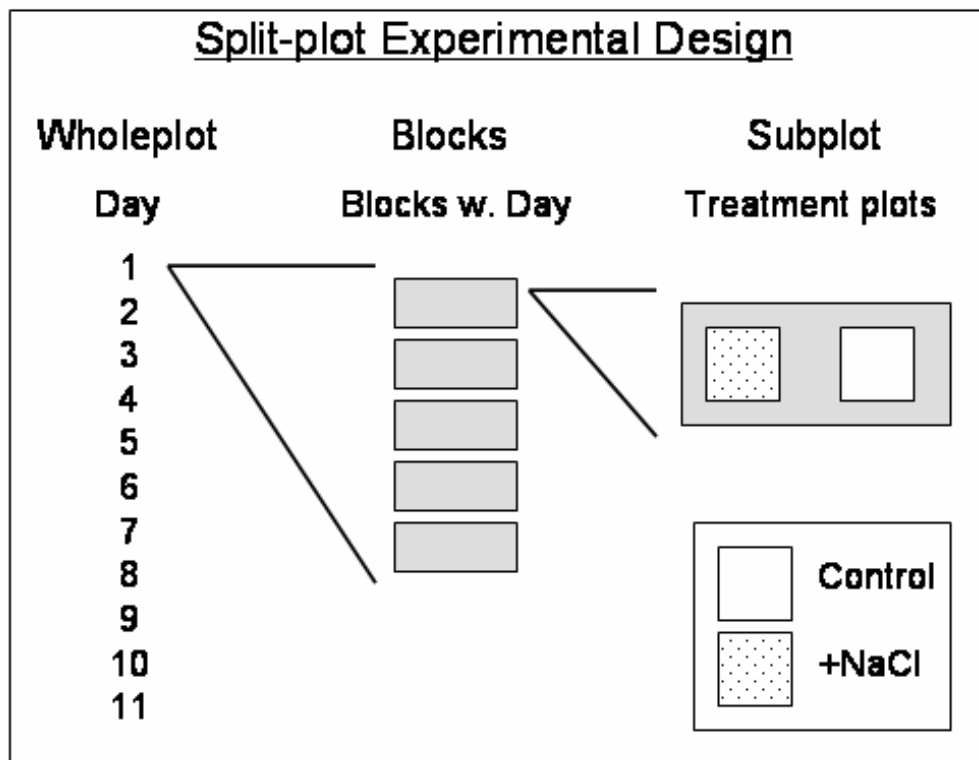 Split-plot Experimental Design
Wholeplot Blocks Subplot
Day Blocks w. Day Treatment plots
1
2
3
4
5
6
7
8
9
10
11
Control
+NaCl